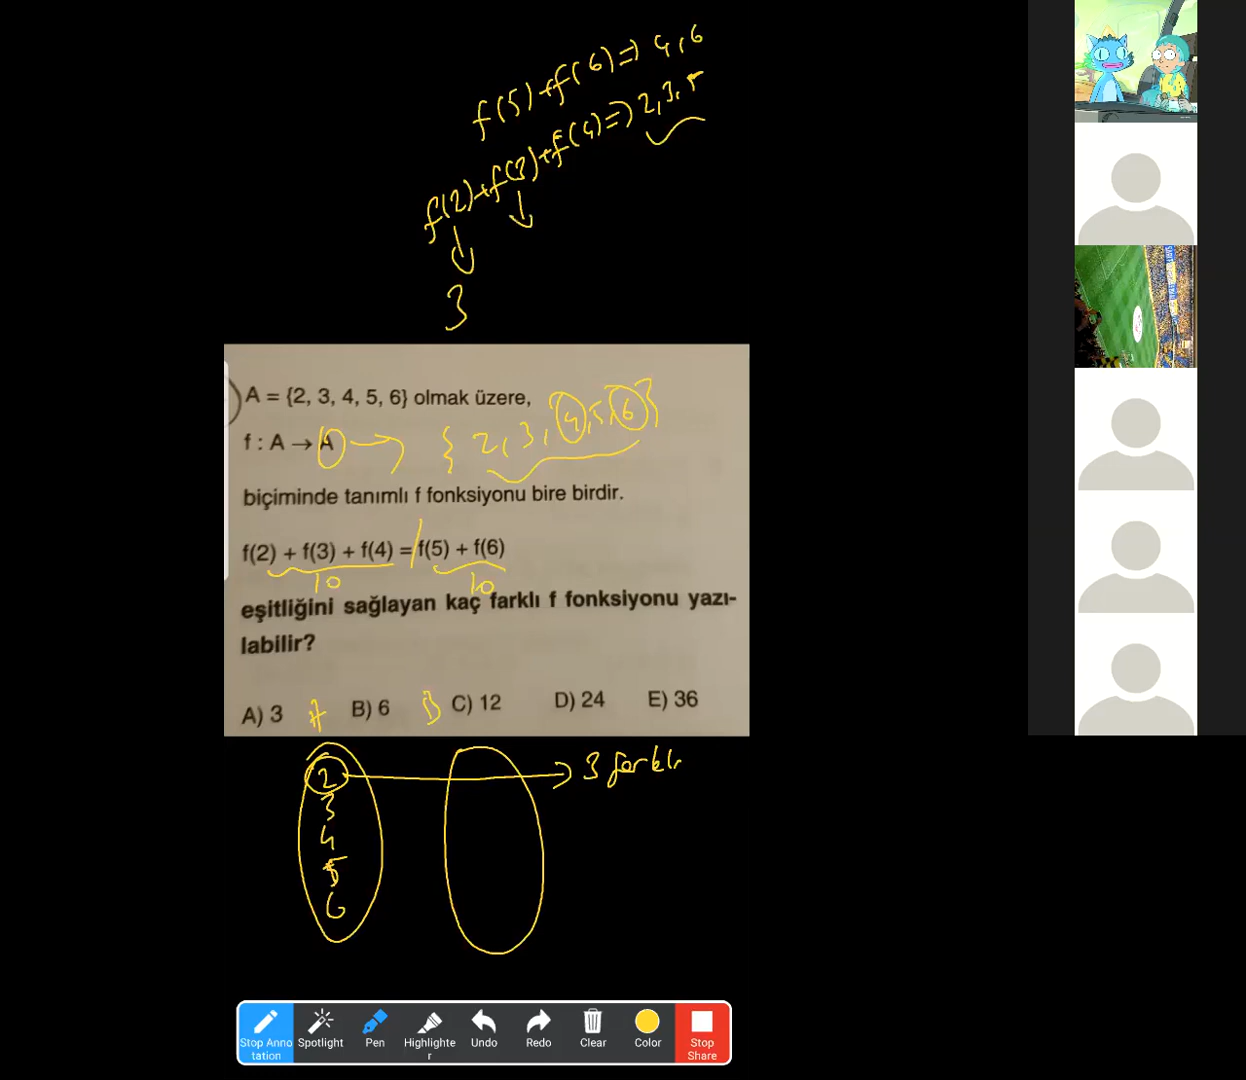 f(5)+f(6)=>4,6
f(2)+f(3)+f(4)=>2,3,5
3
A = {2, 3, 4, 5, 6} olmak üzere,
f : A → A
{2,3,4,5,6}
biçiminde tanımlı f fonksiyonu bire birdir.
f(2) + f(3) + f(4) = f(5) + f(6)
10 10
eşitliğini sağlayan kaç farklı f fonksiyonu yazı-
labilir?
A) 3 B) 6 C) 12 D) 24 E) 36
2 3 farklı
3
4
5
6
Stop Anno
tation
Spotlight
Pen
Highlighte
r
Undo
Redo
Clear
Color
Stop
Share